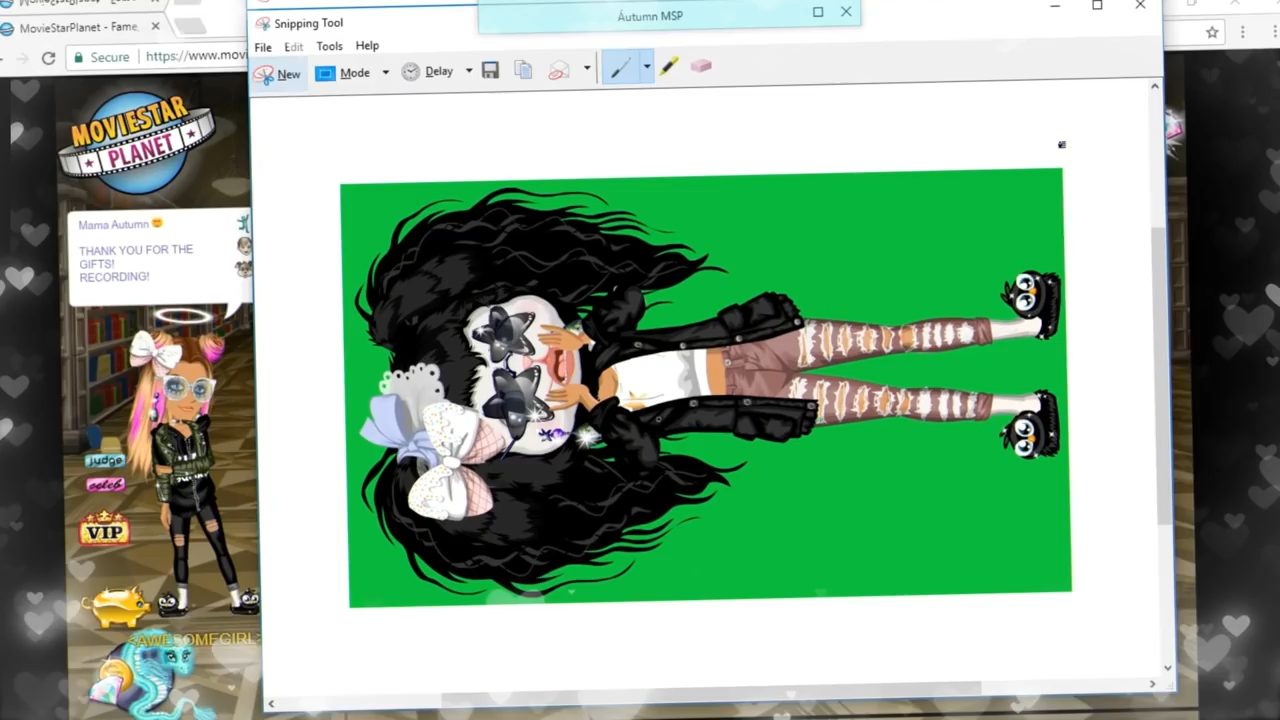 MovieStarPlanet - Fame,
Secure
https://www.movi
Autumn MSP
Snipping Tool
File Edit Tools Help
New Mode Delay
MOVIESTAR
PLANET
Mama Autumn
THANK YOU FOR THE
GIFTS!
RECORDING!
judge
celeb
VIP
<AWESOMEGIRL>